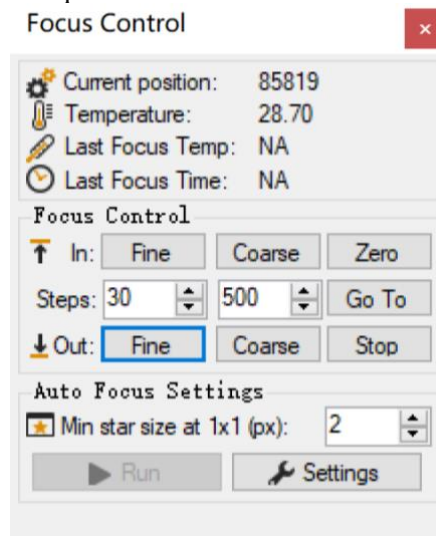 Focus Control
×
Current position: 85819
Temperature: 28.70
Last Focus Temp: NA
Last Focus Time: NA
Focus Control
In: Fine Coarse Zero
Steps: 30 500 Go To
Out: Fine Coarse Stop
Auto Focus Settings
Min star size at 1x1 (px): 2
Run Settings